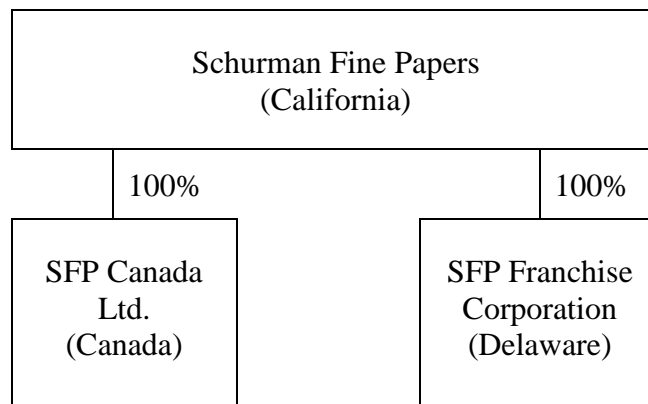 Schurman Fine Papers
(California)
100%
100%
SFP Canada
Ltd.
(Canada)
SFP Franchise
Corporation
(Delaware)